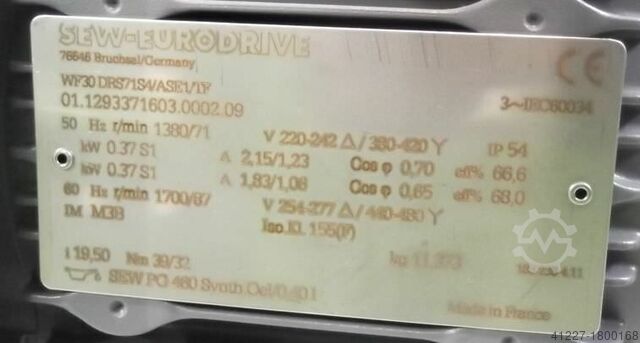 SEW-EURODRIVE
76646 Bruchsal/Germany
WF30 DRS71S4/ASE1/TF
01.1293371603.0002.09 3~IEC60034
50 Hz r/min 1380/71 V 220-242 Δ / 380-420 Y IP 54
kW 0.37 S1 A 2,15/1,23 Cos φ 0,70 eff% 66,6
kW 0.37 S1 A 1,83/1,06 Cos φ 0,65 eff% 68,0
60 Hz r/min 1700/87 V 254-277 Δ / 440-480 Y
IM M3B Iso.Kl. 155(F)
i 19,50 Nm 39/32 kg 11,273
SEW PG 460 Synth.Oel/0,40 l
Made in France
41227-1800168